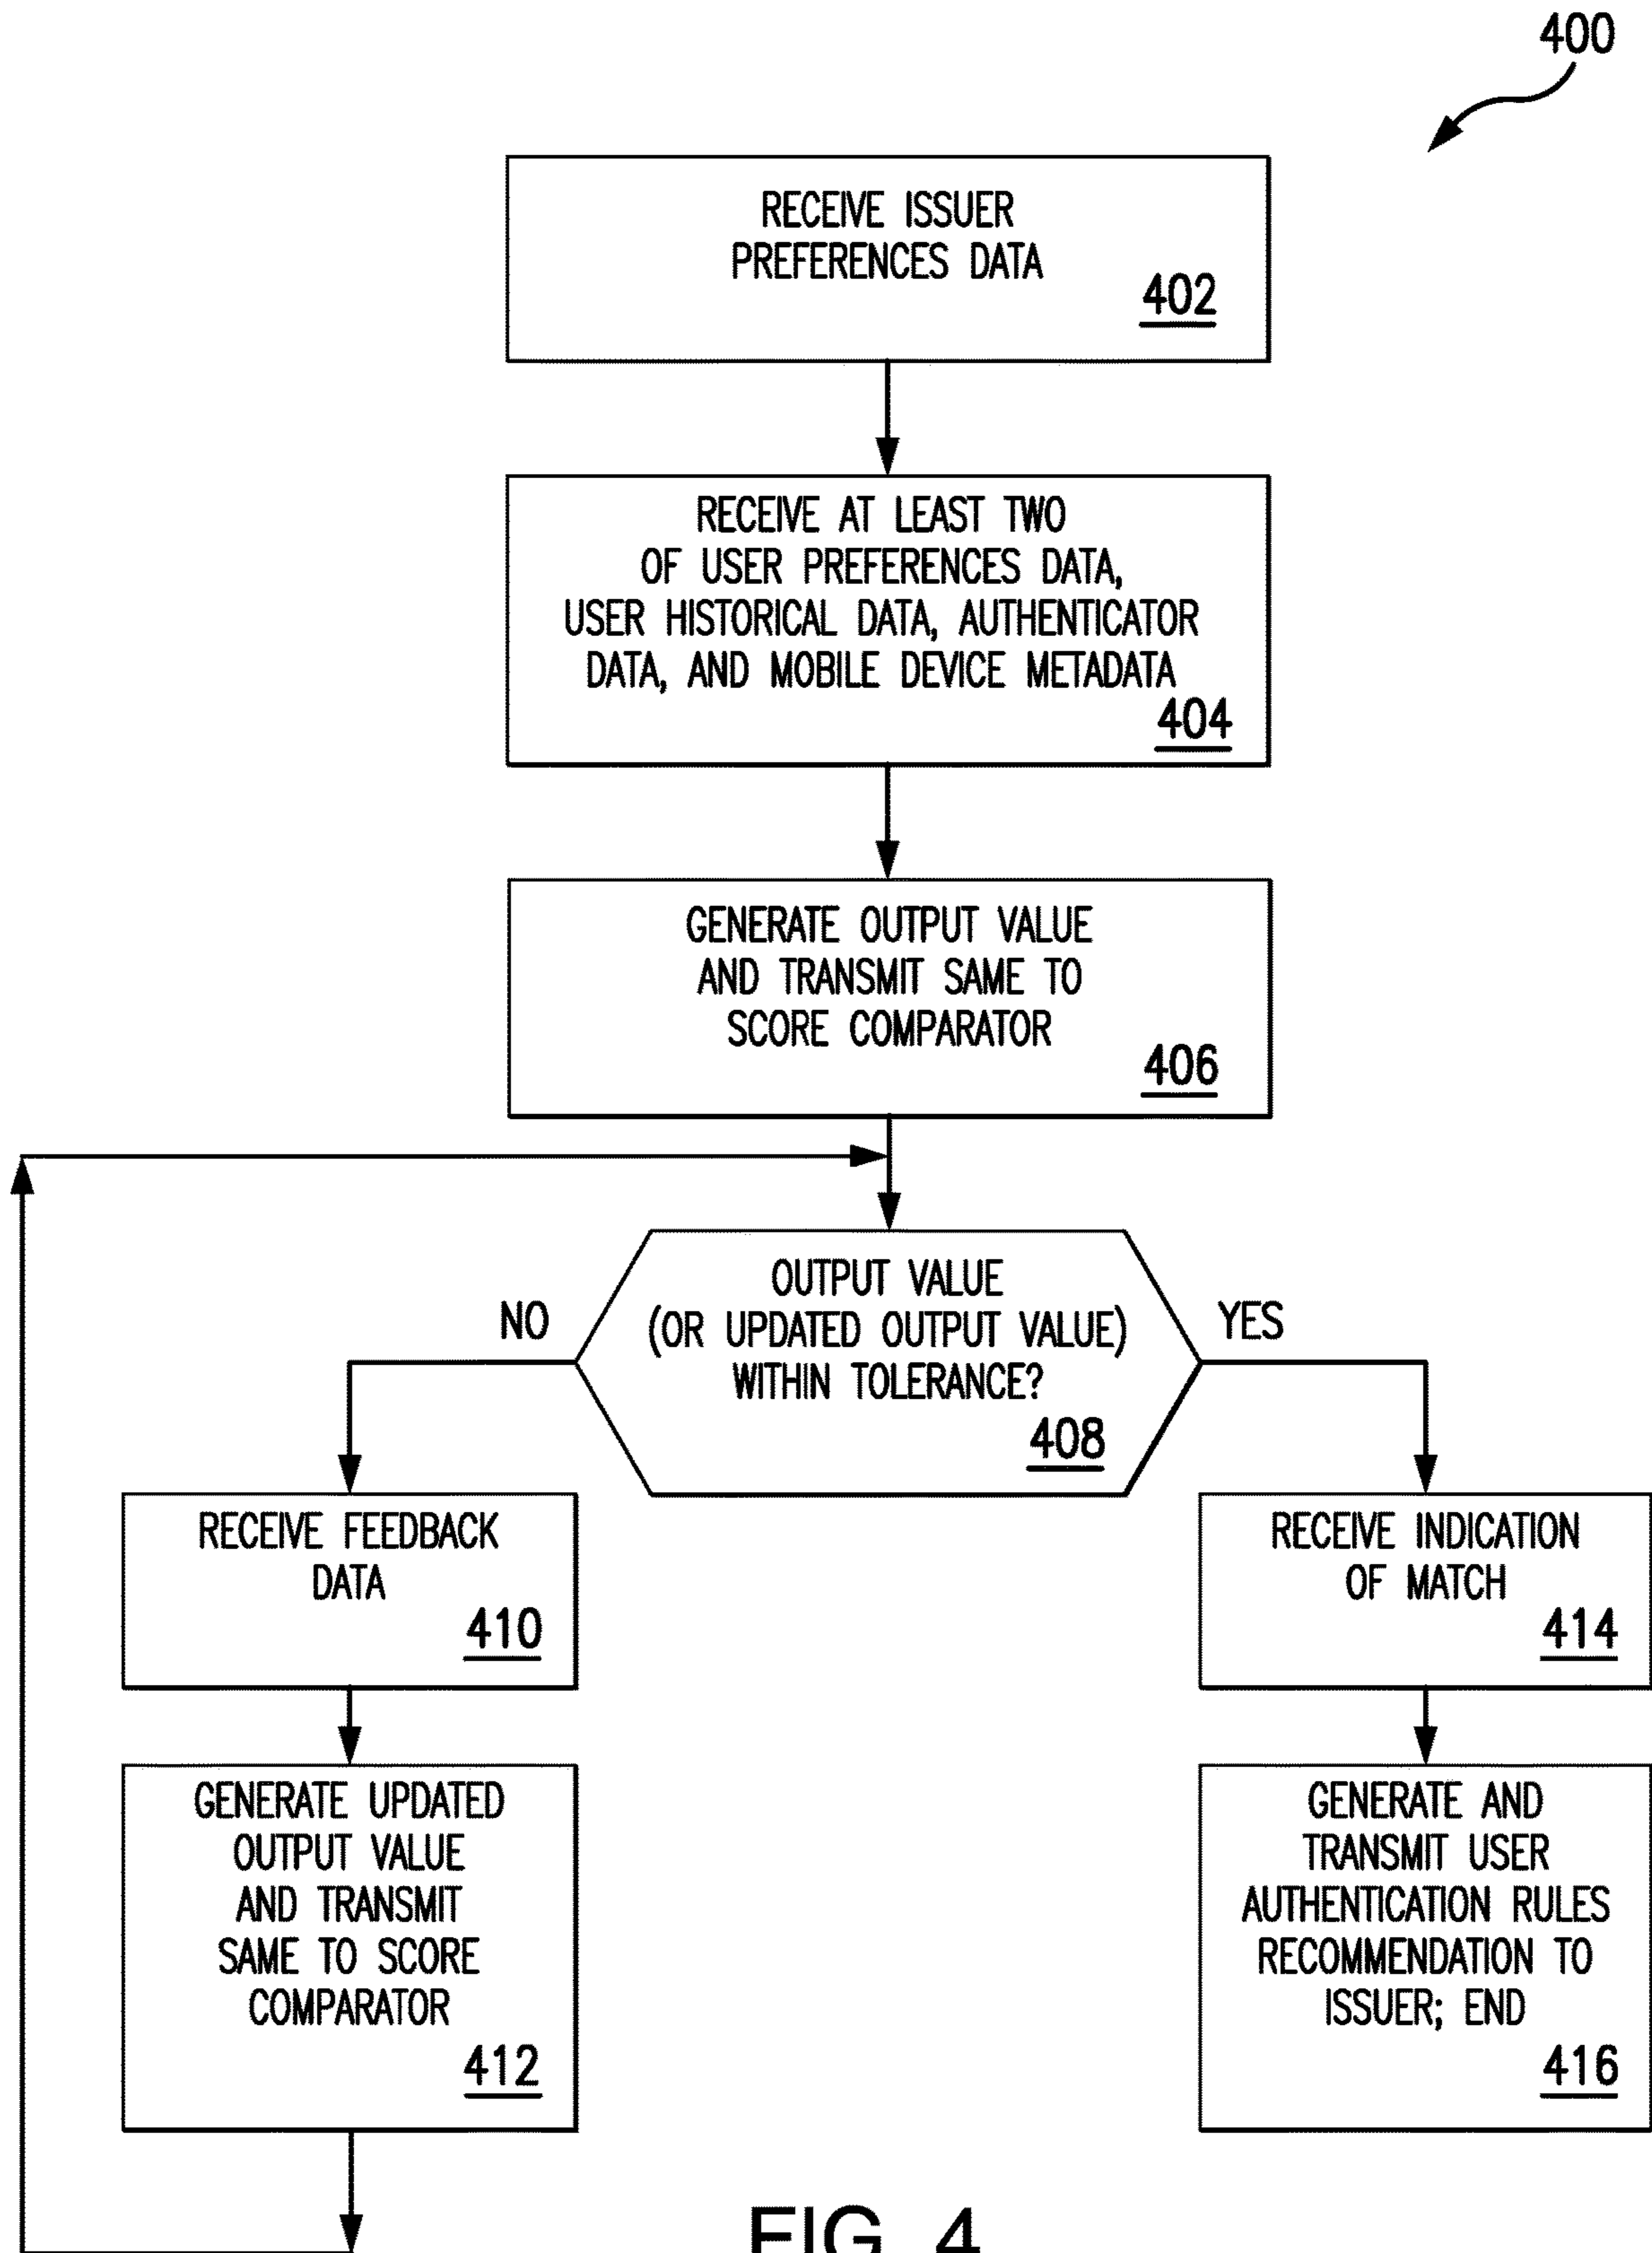 400
RECEIVE ISSUER
PREFERENCES DATA
402
RECEIVE AT LEAST TWO
OF USER PREFERENCES DATA,
USER HISTORICAL DATA, AUTHENTICATOR
DATA, AND MOBILE DEVICE METADATA
404
GENERATE OUTPUT VALUE
AND TRANSMIT SAME TO
SCORE COMPARATOR
406
OUTPUT VALUE
(OR UPDATED OUTPUT VALUE)
WITHIN TOLERANCE?
408
NO
YES
RECEIVE FEEDBACK
DATA
410
GENERATE UPDATED
OUTPUT VALUE
AND TRANSMIT
SAME TO SCORE
COMPARATOR
412
RECEIVE INDICATION
OF MATCH
414
GENERATE AND
TRANSMIT USER
AUTHENTICATION RULES
RECOMMENDATION TO
ISSUER; END
416
FIG. 4